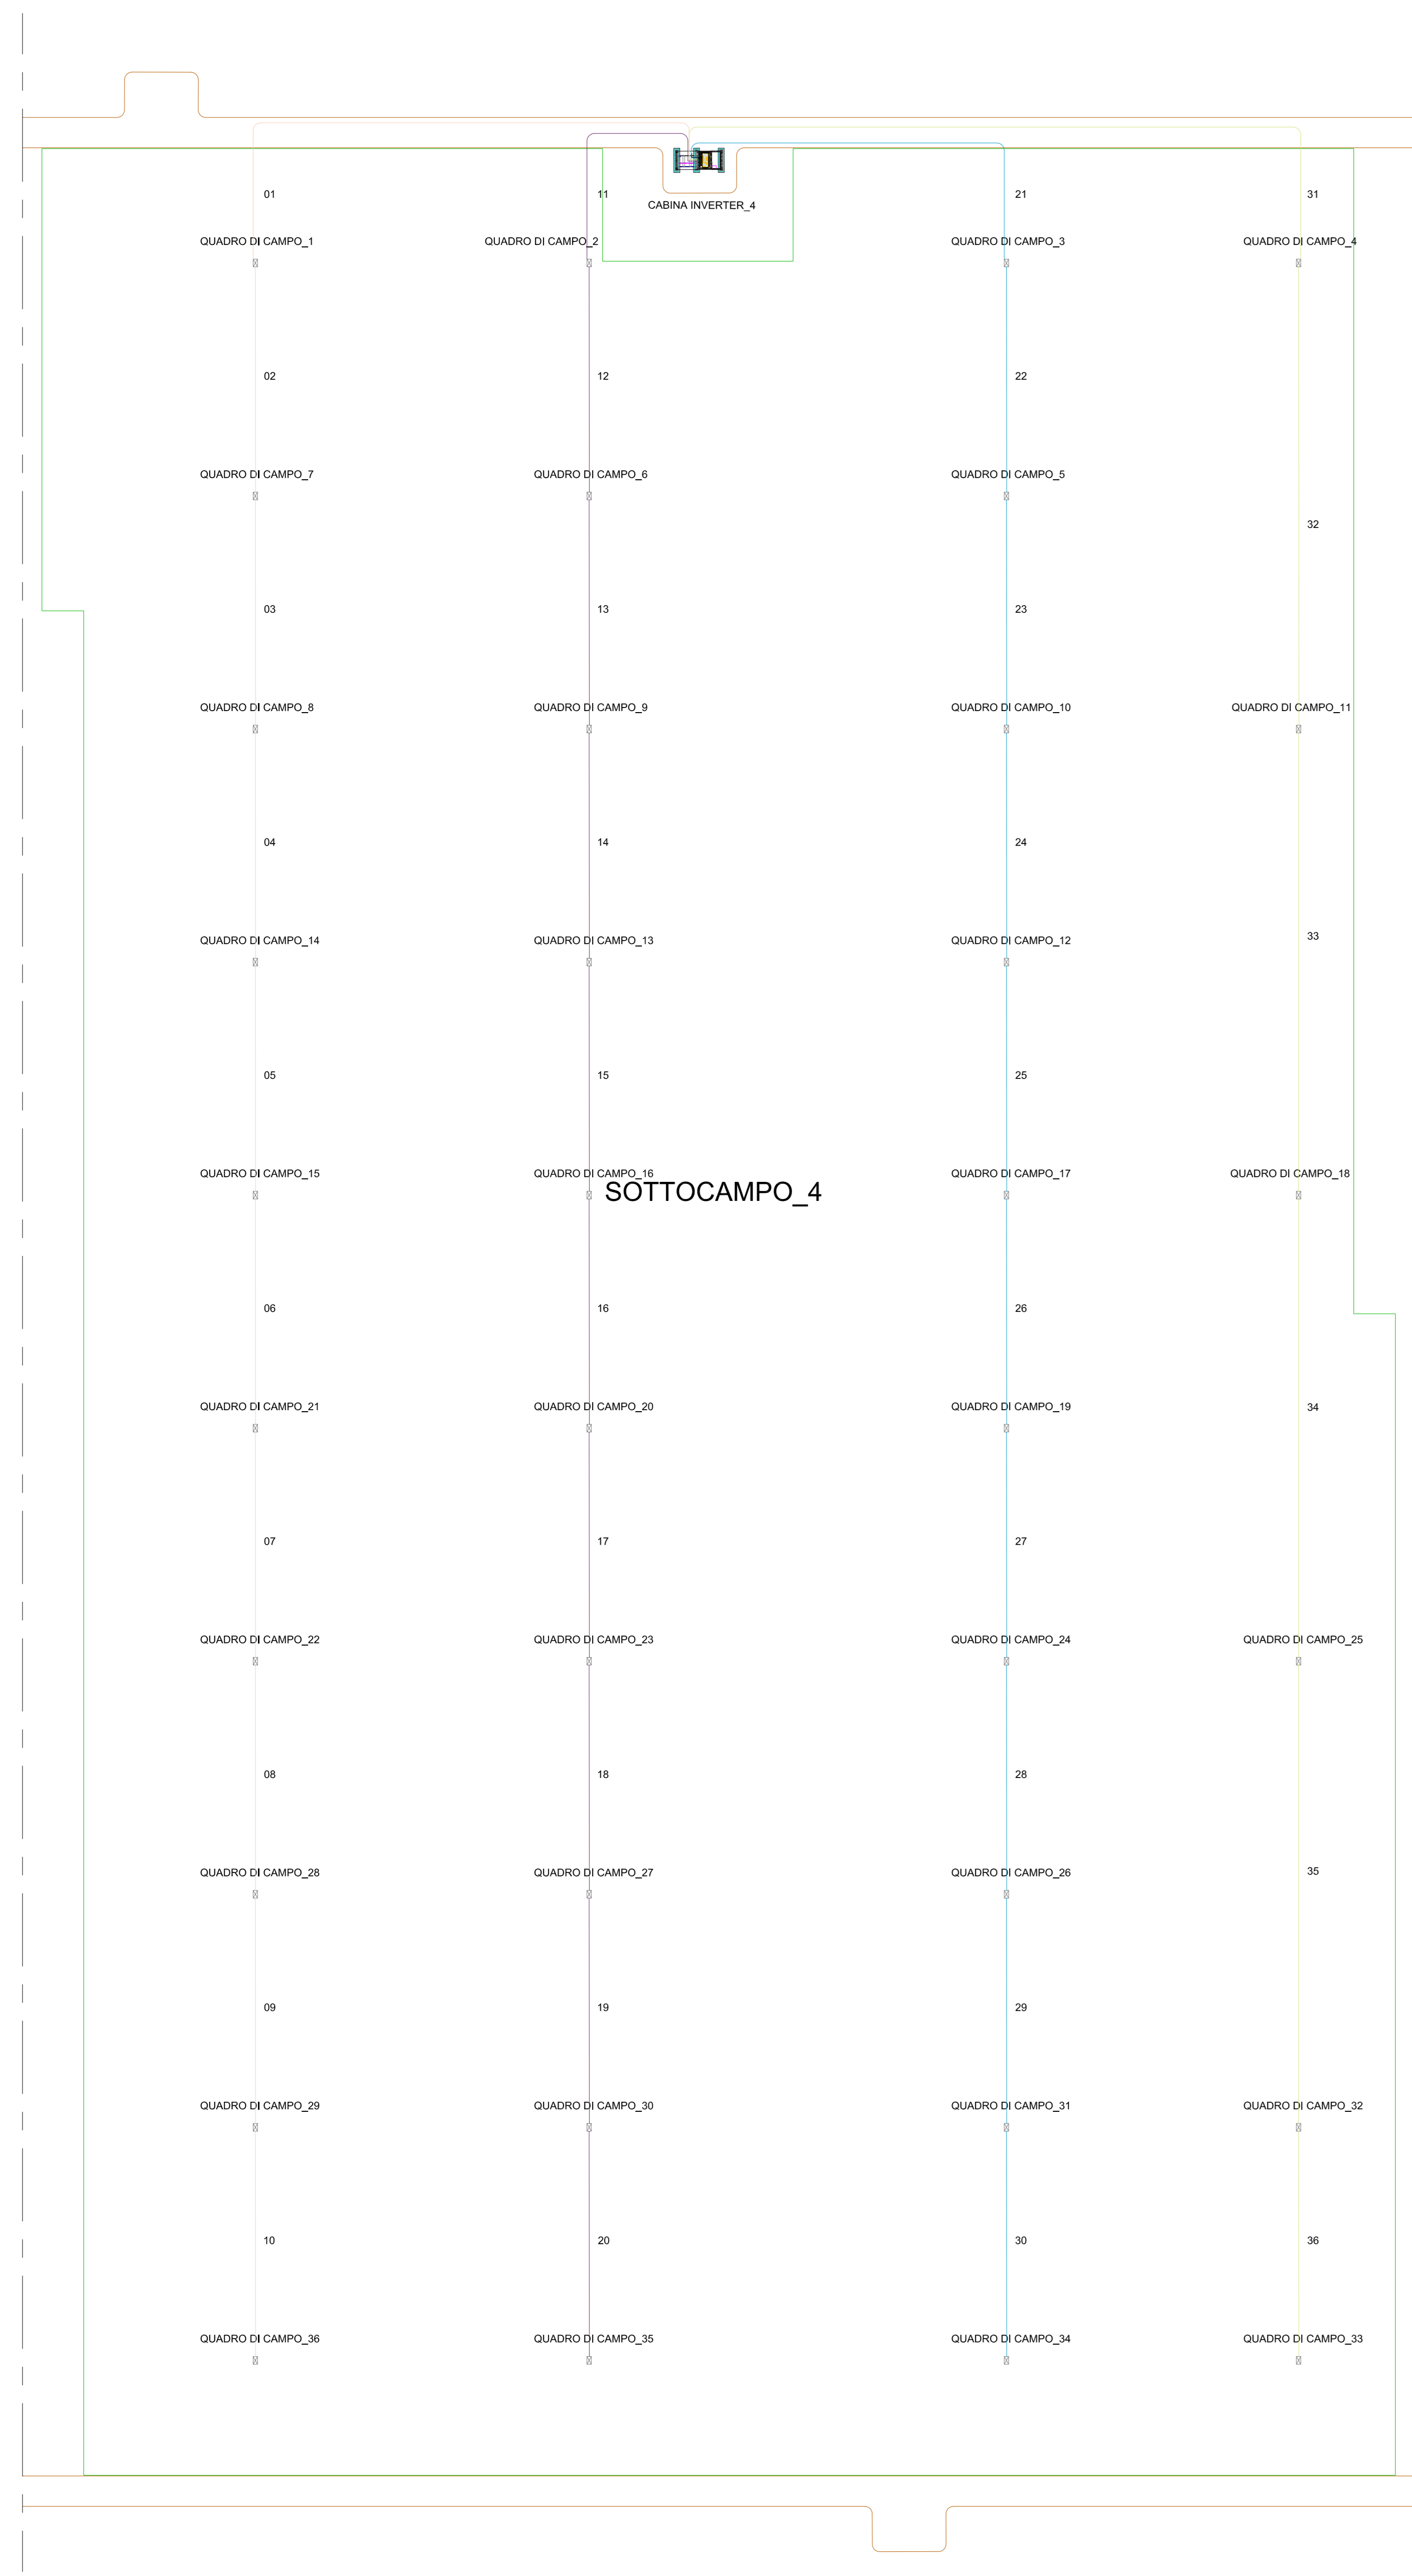 01
11
21
31
CABINA INVERTER_4
QUADRO DI CAMPO_1
QUADRO DI CAMPO_2
QUADRO DI CAMPO_3
QUADRO DI CAMPO_4
02
12
22
QUADRO DI CAMPO_7
QUADRO DI CAMPO_6
QUADRO DI CAMPO_5
32
03
13
23
QUADRO DI CAMPO_8
QUADRO DI CAMPO_9
QUADRO DI CAMPO_10
QUADRO DI CAMPO_11
04
14
24
QUADRO DI CAMPO_14
QUADRO DI CAMPO_13
QUADRO DI CAMPO_12
33
05
15
25
QUADRO DI CAMPO_15
QUADRO DI CAMPO_16
QUADRO DI CAMPO_17
QUADRO DI CAMPO_18
SOTTOCAMPO_4
06
16
26
QUADRO DI CAMPO_21
QUADRO DI CAMPO_20
QUADRO DI CAMPO_19
34
07
17
27
QUADRO DI CAMPO_22
QUADRO DI CAMPO_23
QUADRO DI CAMPO_24
QUADRO DI CAMPO_25
08
18
28
QUADRO DI CAMPO_28
QUADRO DI CAMPO_27
QUADRO DI CAMPO_26
35
09
19
29
QUADRO DI CAMPO_29
QUADRO DI CAMPO_30
QUADRO DI CAMPO_31
QUADRO DI CAMPO_32
10
20
30
36
QUADRO DI CAMPO_36
QUADRO DI CAMPO_35
QUADRO DI CAMPO_34
QUADRO DI CAMPO_33